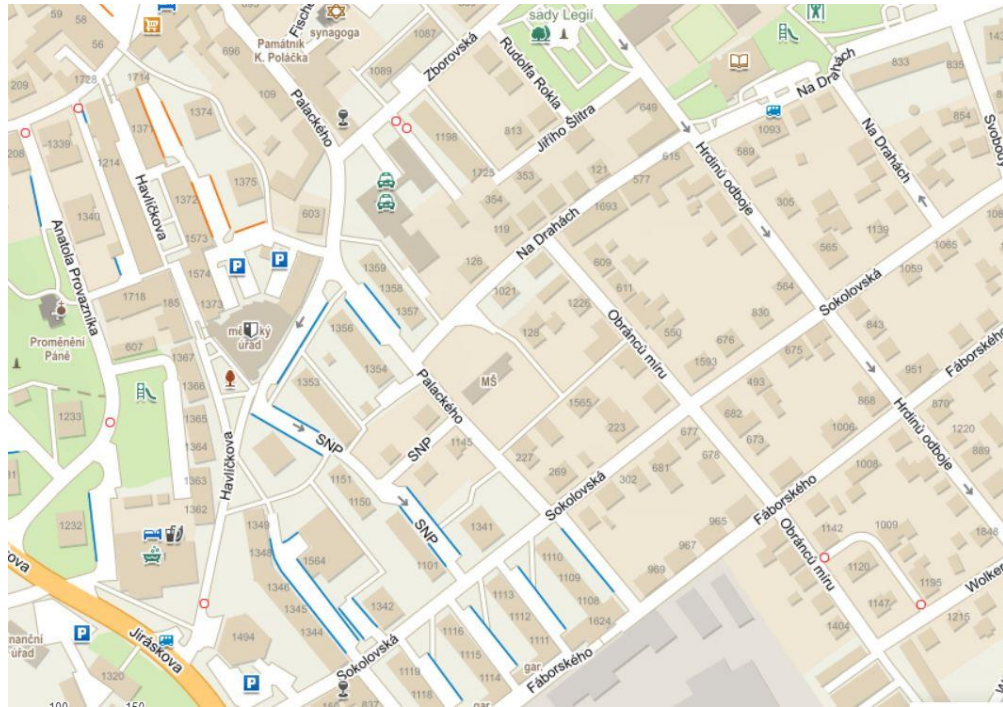 59
56
209
1728
1714
1371
1374
1339
208
1214
Havlíčkova
1340
1372
1375
1573
1574
Anatola Provazníka
1718
185
1373
607
Proměnění
Páné
1367
1366
1365
1364
1363
1362
1233
1232
Jiráskova
1494
1320
100
150
Fisch
synagoga
Památník
K. Poláčka
696
109
Palackého
603
P
P
městský
úřad
Havlíčkova
1087
1089
Zborovská
Rudolfa Rokla
sady Legií
1198
813
1725
Jiřího Šlitra
353
354
649
121
119
577
615
Na Drahách
1693
126
1359
1358
1357
1356
1354
1353
1021
128
1226
MŠ
Palackého
SNP
SNP
SNP
1145
1151
1150
1101
1341
227
269
1565
223
302
681
677
678
Sokolovská
609
611
550
676
1593
Obránců míru
493
682
673
675
830
564
1006
868
1093
589
305
565
1139
Hrdinů odboje
Na Drahách
Na Drahách
833
835
143
854
Svobody
1065
1059
Sokolovská
843
951
Fáborského
870
1220
889
Hrdinů odboje
1848
1008
1009
Fáborského
1142
1120
1147
1195
1215
1404
Obránců míru
Wolker
965
967
969
1110
1109
1108
1624
1113
1112
1111
1116
1115
1114
1119
1118
837
gar.
gar.
Fáborského
Sokolovská
1349
1348
1564
1346
1345
1344
1342
P
P
úřad